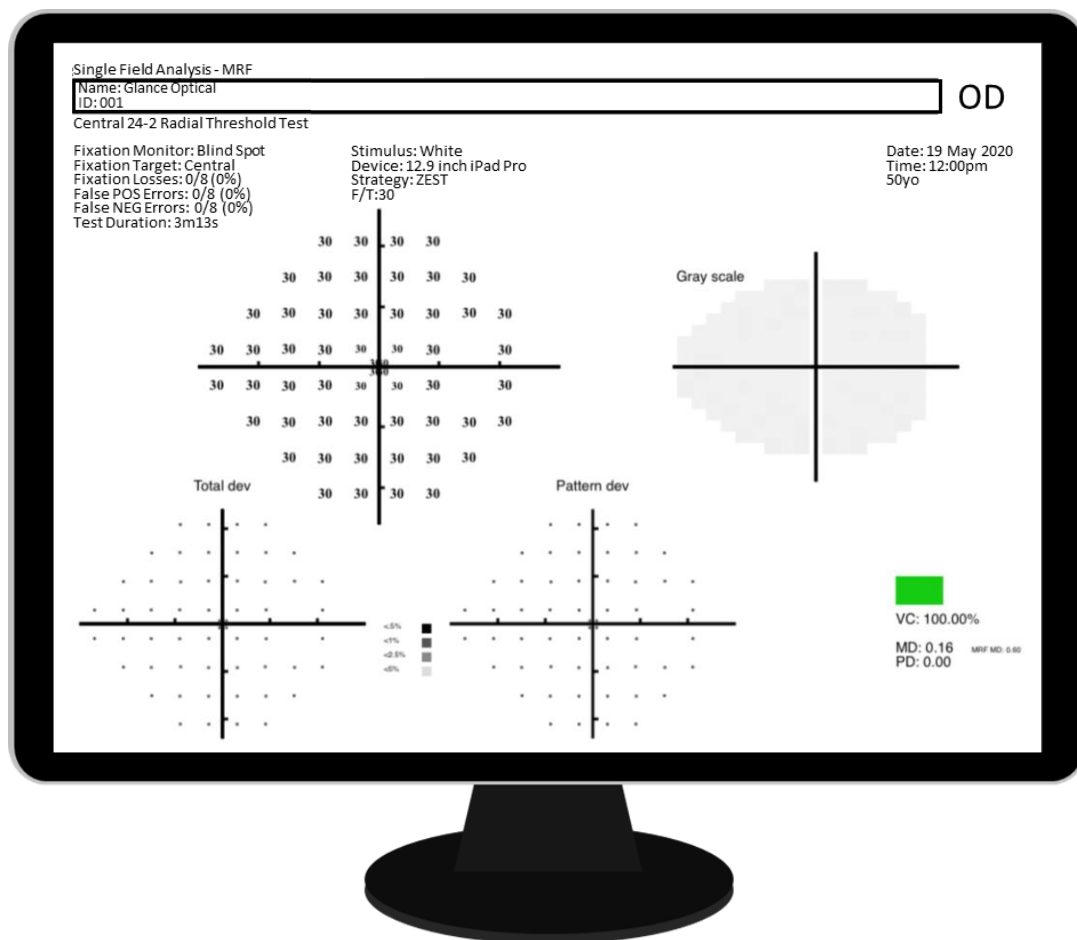 Single Field Analysis - MRF
Name: Glance Optical
ID: 001
OD
Central 24-2 Radial Threshold Test
Fixation Monitor: Blind Spot
Fixation Target: Central
Fixation Losses: 0/8 (0%)
False POS Errors: 0/8 (0%)
False NEG Errors: 0/8 (0%)
Test Duration: 3m13s
Stimulus: White
Device: 12.9 inch iPad Pro
Strategy: ZEST
F/T:30
Date: 19 May 2020
Time: 12:00pm
50yo
30 30 30 30
30 30 30 30 30 30
30 30 30 30 30 30 30 30
30 30 30 30 30 30 30 30
30 30 30 30 30 30 30 30
30 30 30 30 30 30 30 30
30 30 30 30 30 30
30 30 30 30
Gray scale
Total dev
Pattern dev
<.5%
<1%
<2.5%
<5%
VC: 100.00%
MD: 0.16 MRF MD: 0.60
PD: 0.00